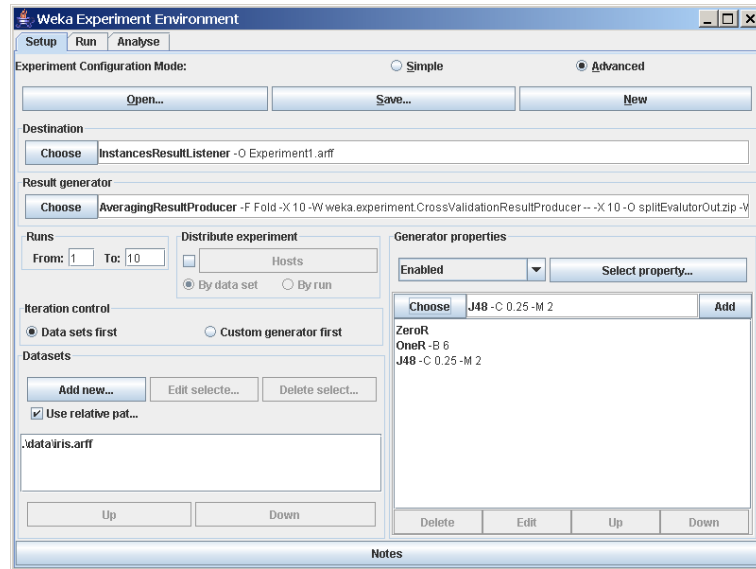 Weka Experiment Environment
Setup Run Analyse
Experiment Configuration Mode: Simple Advanced
Open... Save... New
Destination
Choose InstancesResultListener -O Experiment1.arff
Result generator
Choose AveragingResultProducer -F Fold -X 10 -W weka.experiment.CrossValidationResultProducer -- -X 10 -O splitEvalutorOut.zip -W
Runs
From: 1 To: 10
Distribute experiment
Hosts
By data set By run
Generator properties
Enabled Select property...
Choose J48 -C 0.25 -M 2 Add
ZeroR
OneR -B 6
J48 -C 0.25 -M 2
Delete Edit Up Down
Iteration control
Data sets first Custom generator first
Datasets
Add new... Edit selecte... Delete select...
Use relative pat...
.\data\iris.arff
Up Down
Notes